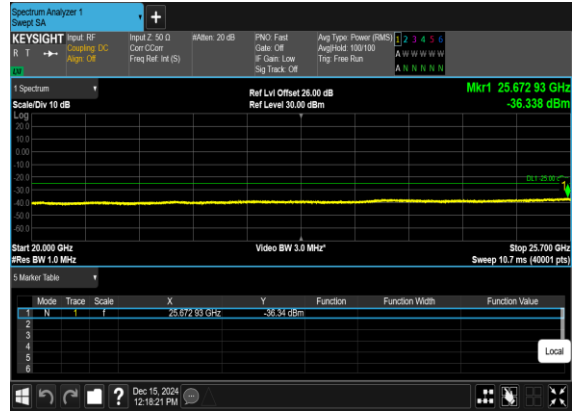 Spectrum Analyzer 1
Swept SA
+
KEYSIGHT Input: RF Input Z: 50 Ω #Atten: 20 dB PNO: Fast Avg Type: Power (RMS) 1 2 3 4 5 6
R T Coupling: DC Corr CCorr Gate: Off Avg|Hold: 100/100 A W W W W W
Align: Off Freq Ref: Int (S) IF Gain: Low Trig: Free Run
Sig Track: Off A N N N N N
1 Spectrum Ref Lvl Offset 26.00 dB Mkr1 25.672 93 GHz
Scale/Div 10 dB Ref Level 30.00 dBm -36.338 dBm
Log
20.0
10.0
0.00
-10.0
-20.0
-30.0
-40.0
-50.0
-60.0
1
Start 20.000 GHz Video BW 3.0 MHz* Stop 25.700 GHz
#Res BW 1.0 MHz Sweep 10.7 ms (40001 pts)
5 Marker Table
Mode Trace Scale X Y Function Function Width Function Value
1 N 1 f 25.672 93 GHz -36.34 dBm
2
3
4
5
6
Local
? Dec 15, 2024
12:18:21 PM